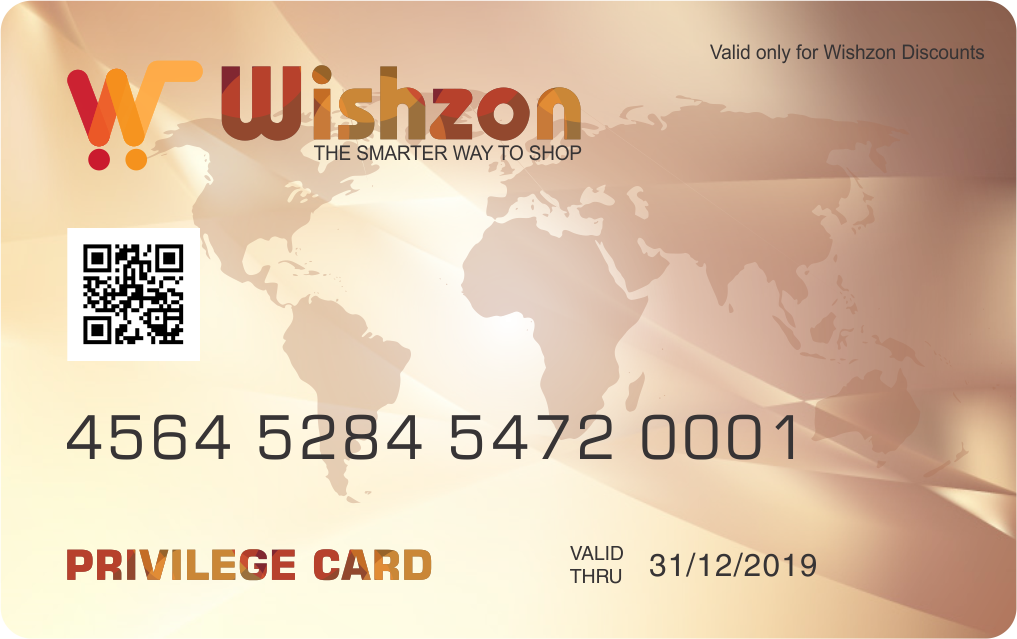 Valid only for Wishzon Discounts
Wishzon
THE SMARTER WAY TO SHOP
4564 5284 5472 0001
PRIVILEGE CARD
VALID THRU 31/12/2019